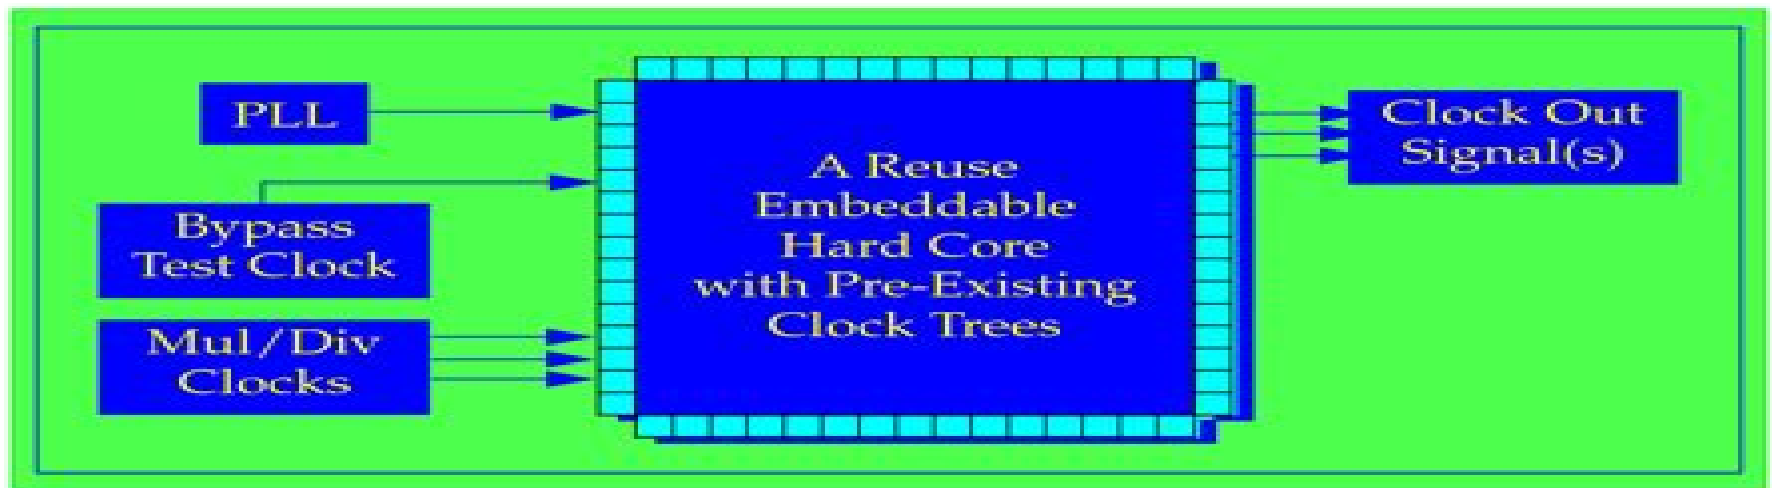 PLL
Bypass
Test Clock
Mul/Div
Clocks
A Reuse
Embeddable
Hard Core
with Pre-Existing
Clock Trees
Clock Out
Signal(s)